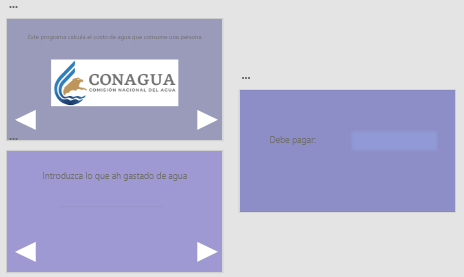 Este programa calcula el costo de agua que consume una persona
CONAGUA
COMISIÓN NACIONAL DEL AGUA
Introduzca lo que ah gastado de agua
Debe pagar: